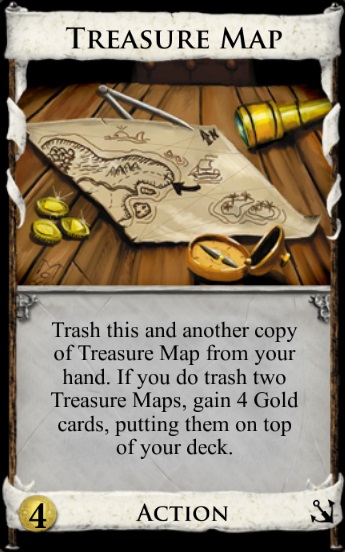 Treasure Map
Trash this and another copy
of Treasure Map from your
hand. If you do trash two
Treasure Maps, gain 4 Gold
cards, putting them on top
of your deck.
4
Action